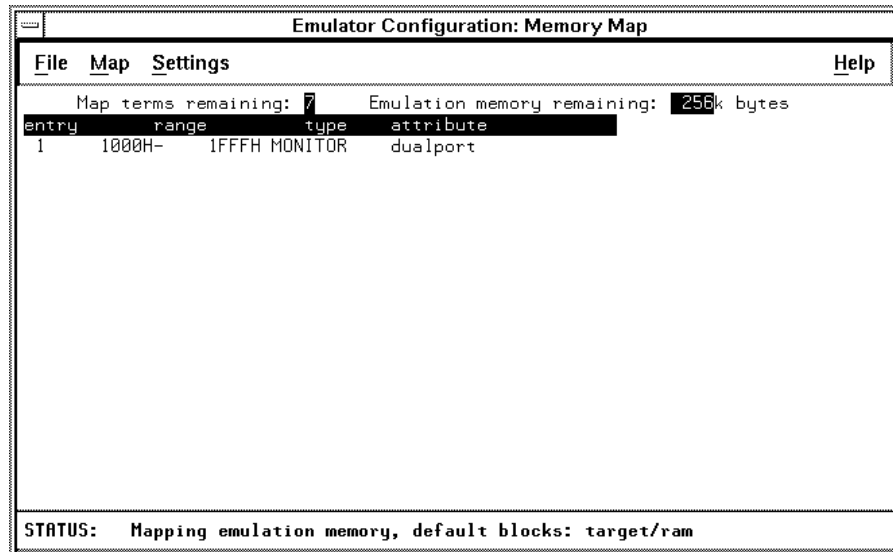 Emulator Configuration: Memory Map
File Map Settings Help
Map terms remaining: 7 Emulation memory remaining: 256k bytes
entry range type attribute
1 1000H- 1FFFH MONITOR dualport
STATUS: Mapping emulation memory, default blocks: target/ram